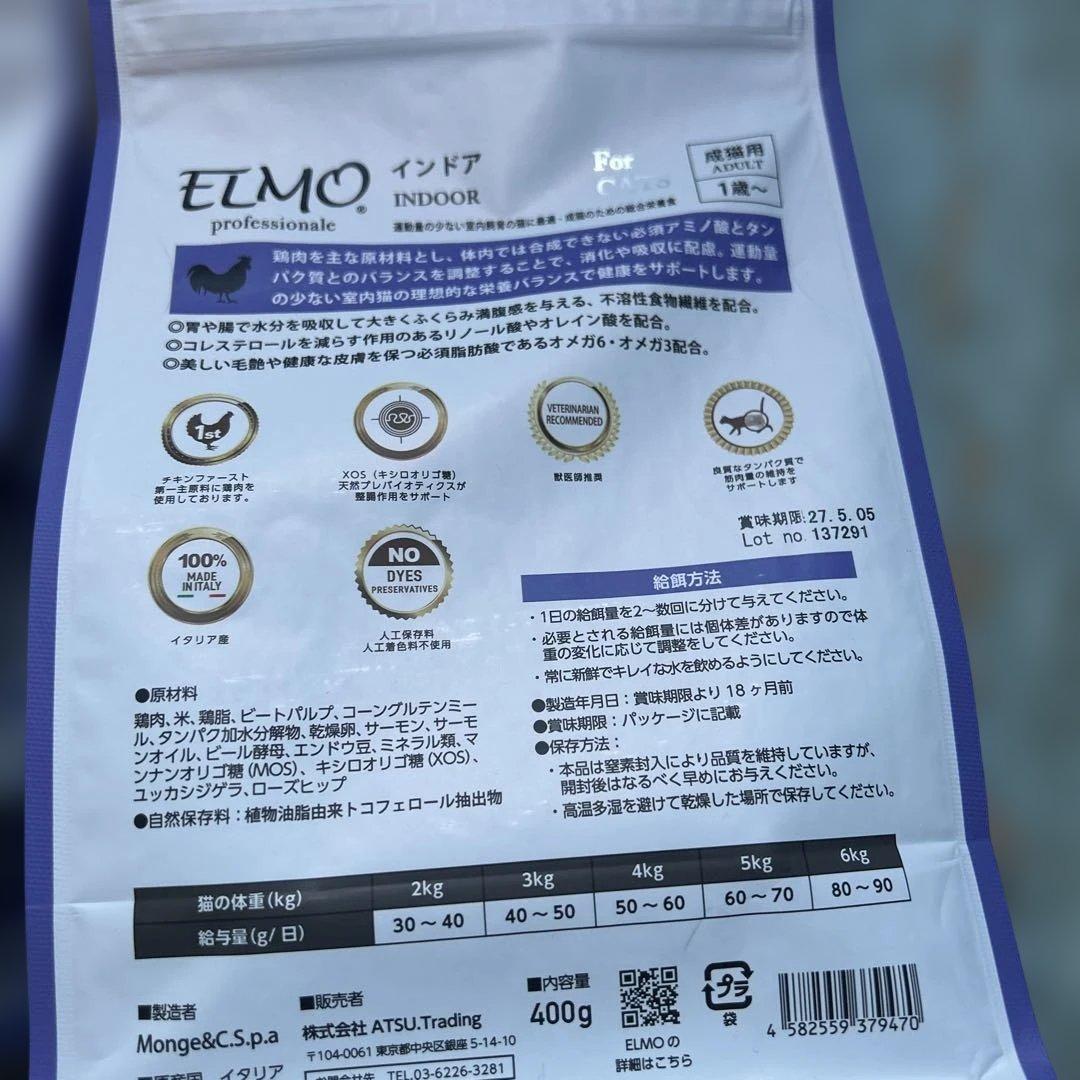 ELMO®
professionale
インドア
INDOOR
For
CATS
成猫用
ADULT
1歳～
運動量の少ない室内飼育の猫に最適・成猫のための総合栄養食
鶏肉を主な原材料とし、体内では合成できない必須アミノ酸とタン
パク質とのバランスを調整することで、消化や吸収に配慮。運動量
の少ない室内猫の理想的な栄養バランスで健康をサポートします。
◎胃や腸で水分を吸収して大きくふくらみ満腹感を与える、不溶性食物繊維を配合。
◎コレステロールを減らす作用のあるリノール酸やオレイン酸を配合。
◎美しい毛艶や健康な皮膚を保つ必須脂肪酸であるオメガ6・オメガ3配合。
1st
チキンファースト
第一主原料に鶏肉を
使用しております。
XOS（キシロオリゴ糖）
天然プレバイオティクスが
整腸作用をサポート
VETERINARIAN
RECOMMENDED
獣医師推奨
良質なタンパク質で
筋肉量の維持を
サポートします
100%
MADE
IN ITALY
イタリア産
NO
DYES
PRESERVATIVES
人工保存料
人工着色料不使用
賞味期限:27.5.05
Lot no.137291
給餌方法
・1日の給餌量を2～数回に分けて与えてください。
・必要とされる給餌量には個体差がありますので体
重の変化に応じて調整をしてください。
・常に新鮮でキレイな水を飲めるようにしてください。
●製造年月日：賞味期限より18ヶ月前
●賞味期限：パッケージに記載
●保存方法：
・本品は窒素封入により品質を維持していますが、
開封後はなるべく早めにお与えください。
・高温多湿を避けて乾燥した場所で保存してください。
●原材料
鶏肉、米、鶏脂、ビートパルプ、コーングルテンミー
ル、タンパク加水分解物、乾燥卵、サーモン、サーモ
ンオイル、ビール酵母、エンドウ豆、ミネラル類、マ
ンナンオリゴ糖（MOS）、キシロオリゴ糖（XOS）、
ユッカシジゲラ、ローズヒップ
●自然保存料：植物油脂由来トコフェロール抽出物
猫の体重(kg) 2kg 3kg 4kg 5kg 6kg
給与量(g/日) 30～40 40～50 50～60 60～70 80～90
■製造者
Monge&C.S.p.a
■原産国 イタリア
■販売者
株式会社 ATSU.Trading
〒104-0061 東京都中央区銀座 5-14-10
お問合せ先 TEL.03-6226-3281
■内容量
400g
ELMOの
詳細はこちら
プラ
袋
4 582559 379470